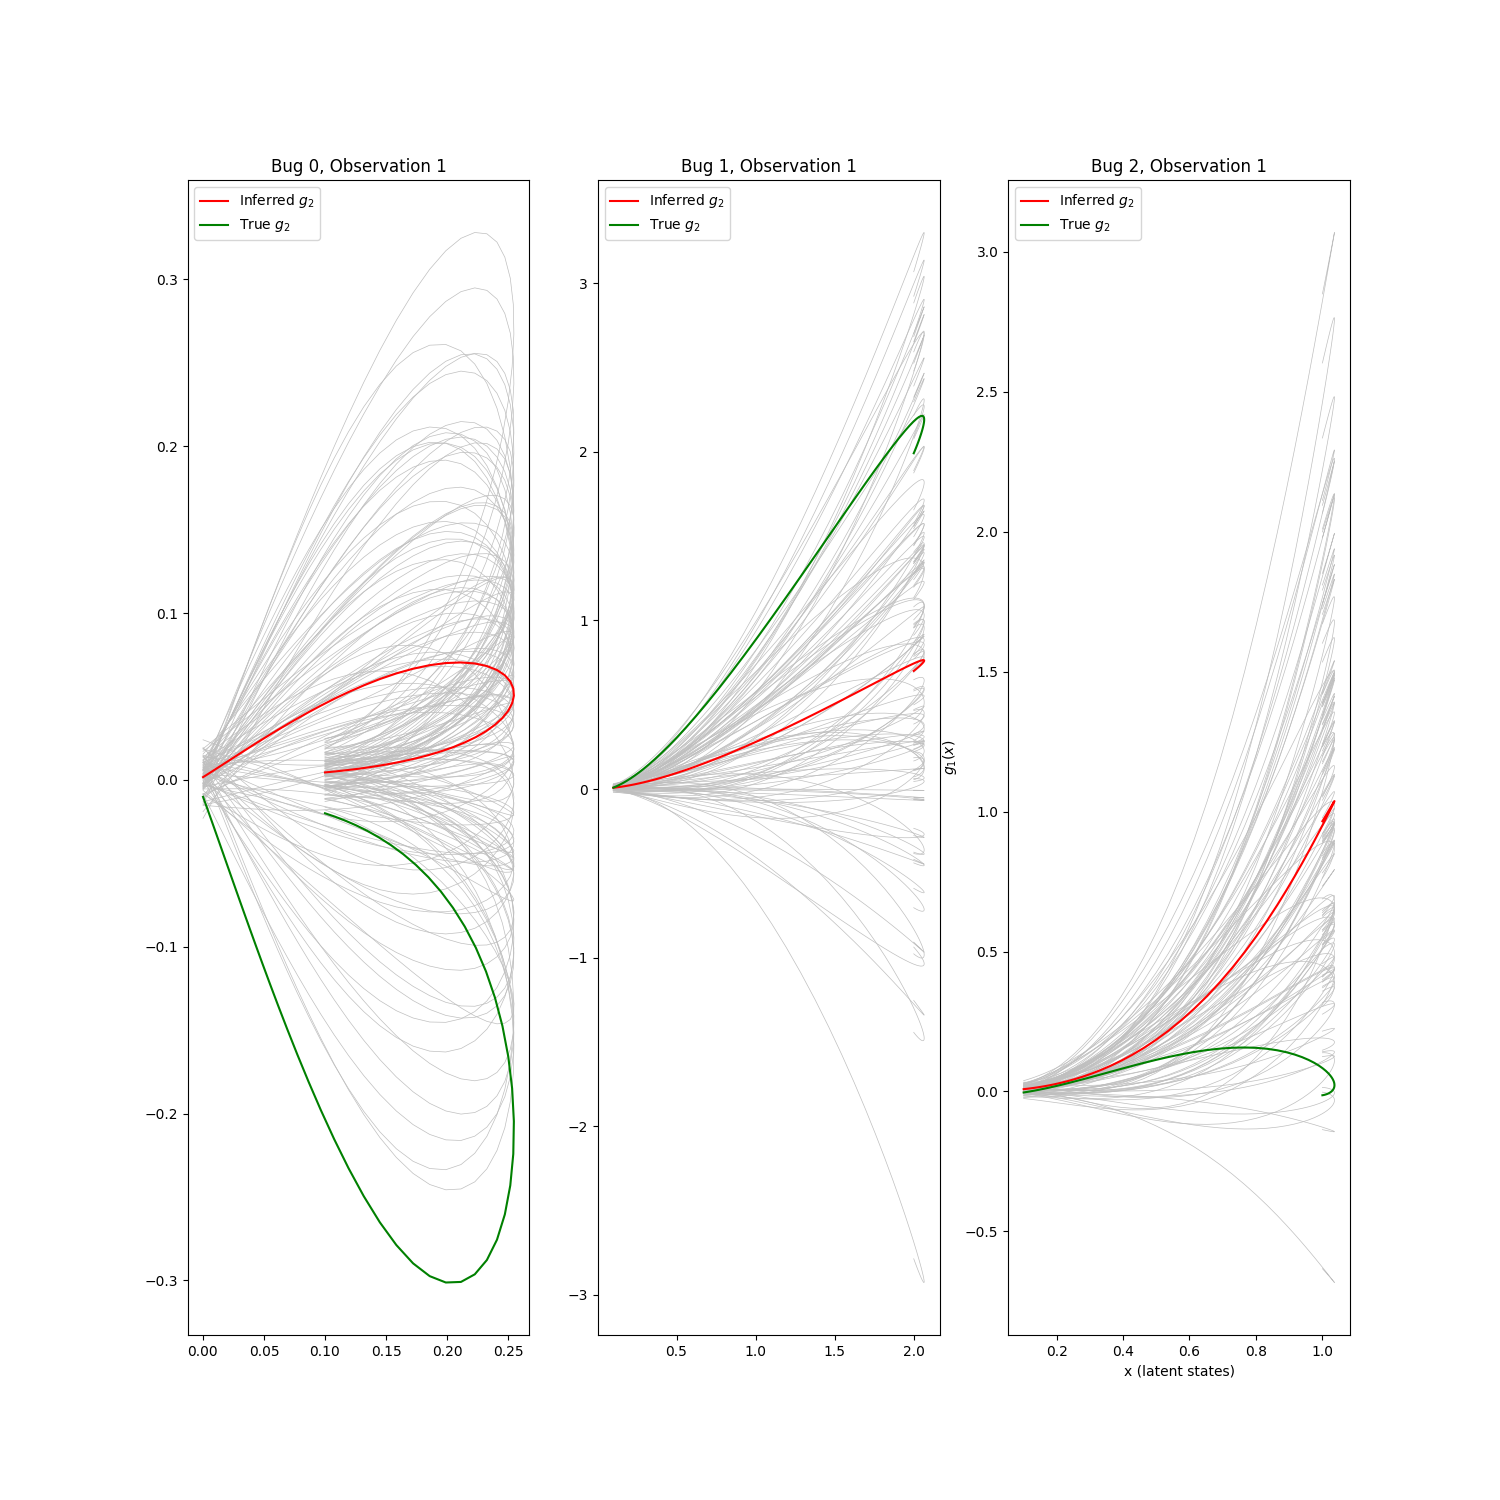 Bug 0, Observation 1
Inferred g₂
True g₂
0.3
0.2
0.1
0.0
−0.1
−0.2
−0.3
0.00 0.05 0.10 0.15 0.20 0.25
Bug 1, Observation 1
Inferred g₂
True g₂
3
2
1
0
−1
−2
−3
0.5 1.0 1.5 2.0
Bug 2, Observation 1
Inferred g₂
True g₂
g₁(x)
3.0
2.5
2.0
1.5
1.0
0.5
0.0
−0.5
0.2 0.4 0.6 0.8 1.0
x (latent states)